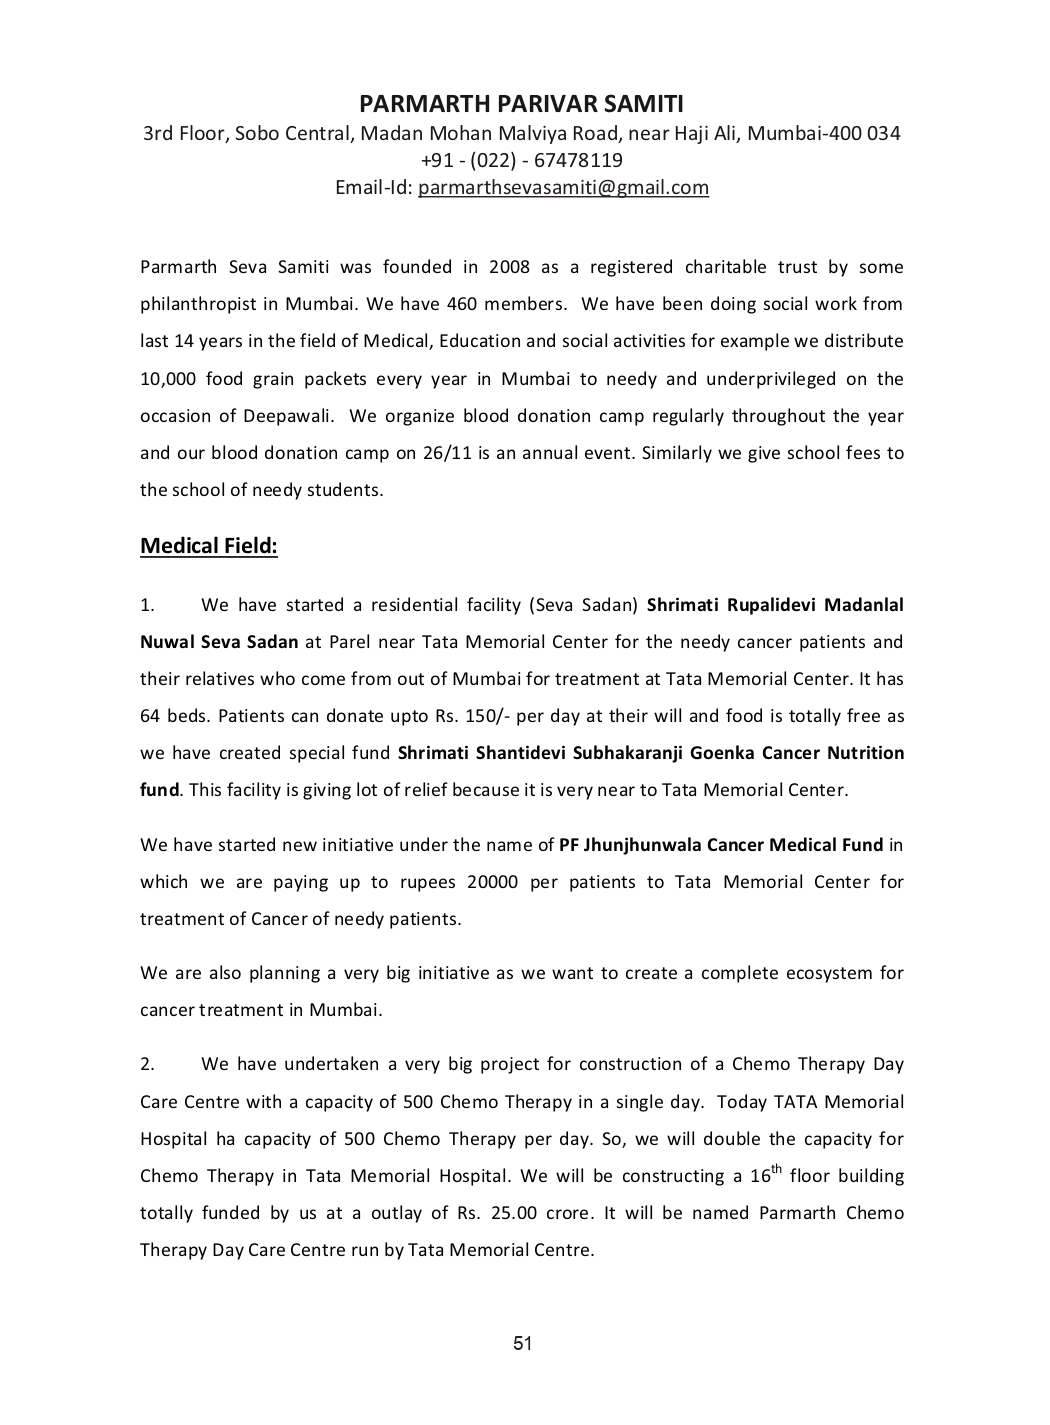 PARMARTH PARIVAR SAMITI
3rd Floor, Sobo Central, Madan Mohan Malviya Road, near Haji Ali, Mumbai-400 034
+91 - (022) - 67478119
Email-Id: parmarthsevasamiti@gmail.com
Parmarth Seva Samiti was founded in 2008 as a registered charitable trust by some
philanthropist in Mumbai. We have 460 members.  We have been doing social work from
last 14 years in the field of Medical, Education and social activities for example we distribute
10,000 food grain packets every year in Mumbai to needy and underprivileged on the
occasion of Deepawali.  We organize blood donation camp regularly throughout the year
and our blood donation camp on 26/11 is an annual event. Similarly we give school fees to
the school of needy students.
Medical Field:
1. We have started a residential facility (Seva Sadan) Shrimati Rupalidevi Madanlal
Nuwal Seva Sadan at Parel near Tata Memorial Center for the needy cancer patients and
their relatives who come from out of Mumbai for treatment at Tata Memorial Center. It has
64 beds. Patients can donate upto Rs. 150/- per day at their will and food is totally free as
we have created special fund Shrimati Shantidevi Subhakaranji Goenka Cancer Nutrition
fund. This facility is giving lot of relief because it is very near to Tata Memorial Center.
We have started new initiative under the name of PF Jhunjhunwala Cancer Medical Fund in
which we are paying up to rupees 20000 per patients to Tata Memorial Center for
treatment of Cancer of needy patients.
We are also planning a very big initiative as we want to create a complete ecosystem for
cancer treatment in Mumbai.
2. We have undertaken a very big project for construction of a Chemo Therapy Day
Care Centre with a capacity of 500 Chemo Therapy in a single day.  Today TATA Memorial
Hospital ha capacity of 500 Chemo Therapy per day. So, we will double the capacity for
Chemo Therapy in Tata Memorial Hospital. We will be constructing a 16th floor building
totally funded by us at a outlay of Rs. 25.00 crore. It will be named Parmarth Chemo
Therapy Day Care Centre run by Tata Memorial Centre.
51